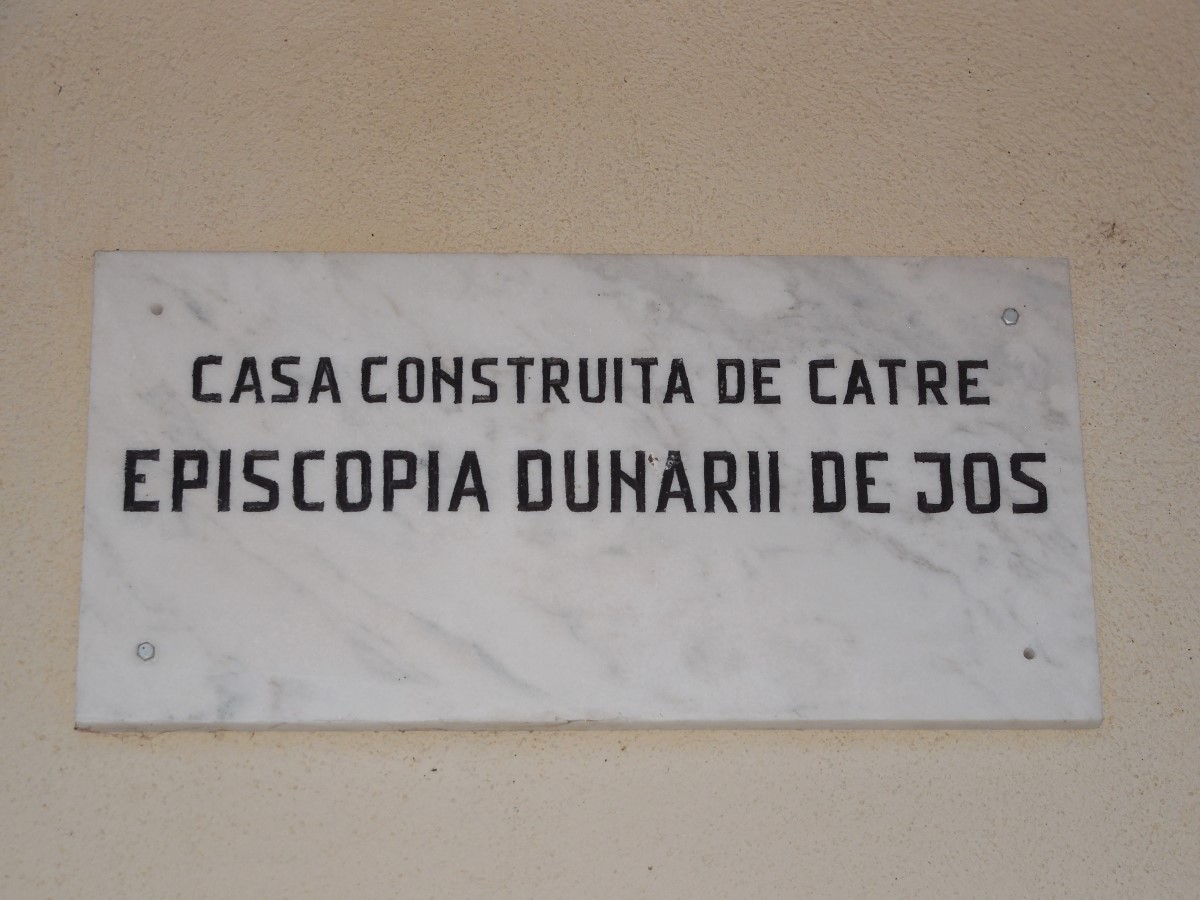 CASA CONSTRUITA DE CATRE
EPISCOPIA DUNARII DE JOS